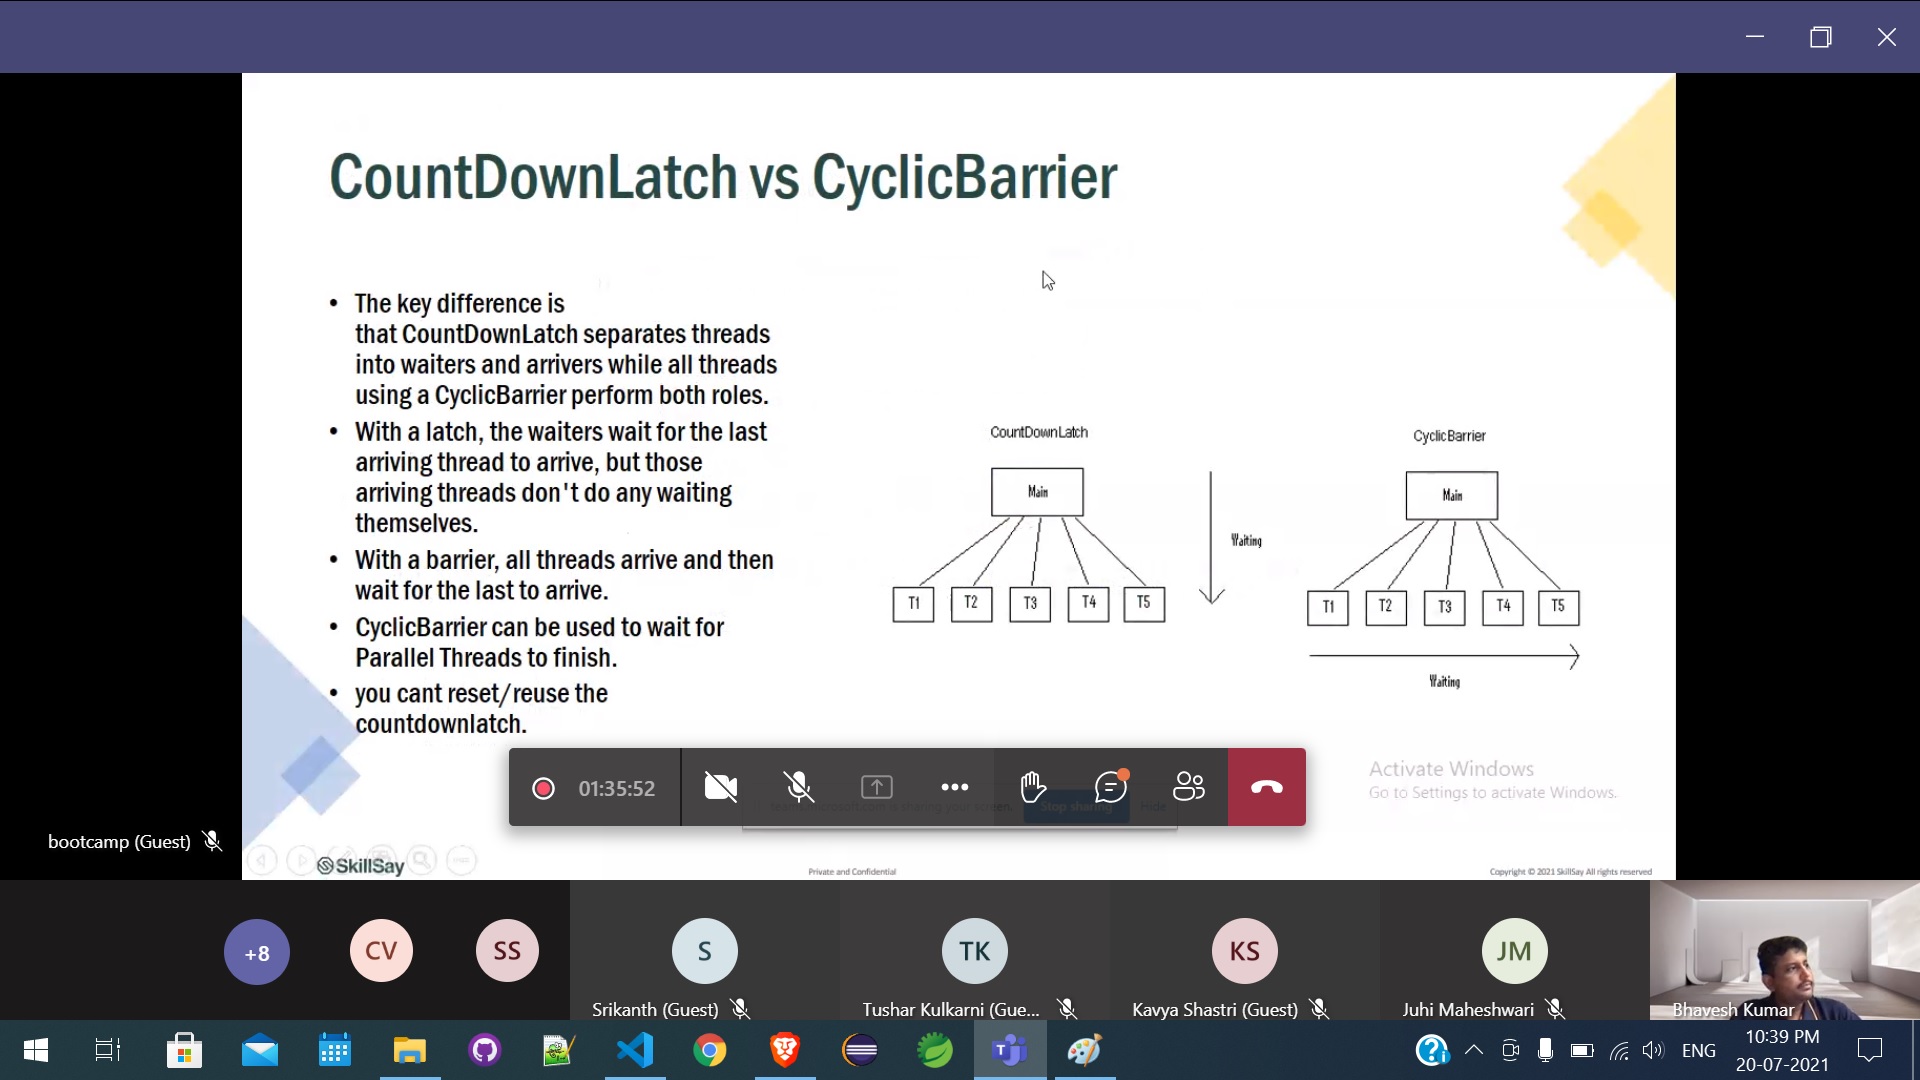 CountDownLatch vs CyclicBarrier
• The key difference is
that CountDownLatch separates threads
into waiters and arrivers while all threads
using a CyclicBarrier perform both roles.
• With a latch, the waiters wait for the last
arriving thread to arrive, but those
arriving threads don't do any waiting
themselves.
• With a barrier, all threads arrive and then
wait for the last to arrive.
• CyclicBarrier can be used to wait for
Parallel Threads to finish.
• you cant reset/reuse the
countdownlatch.
CountDownLatch
Main
T1 T2 T3 T4 T5
Waiting
CyclicBarrier
Main
T1 T2 T3 T4 T5
Waiting
01:35:52
is sharing your screen.
Stop sharing
Hide
Activate Windows
Go to Settings to activate Windows.
bootcamp (Guest)
SkillSay
Private and Confidential
Copyright © 2021 SkillSay All rights reserved
+8
CV
SS
S
TK
KS
JM
Srikanth (Guest)
Tushar Kulkarni (Gue...
Kavya Shastri (Guest)
Juhi Maheshwari
Bhavesh Kumar
ENG
10:39 PM
20-07-2021